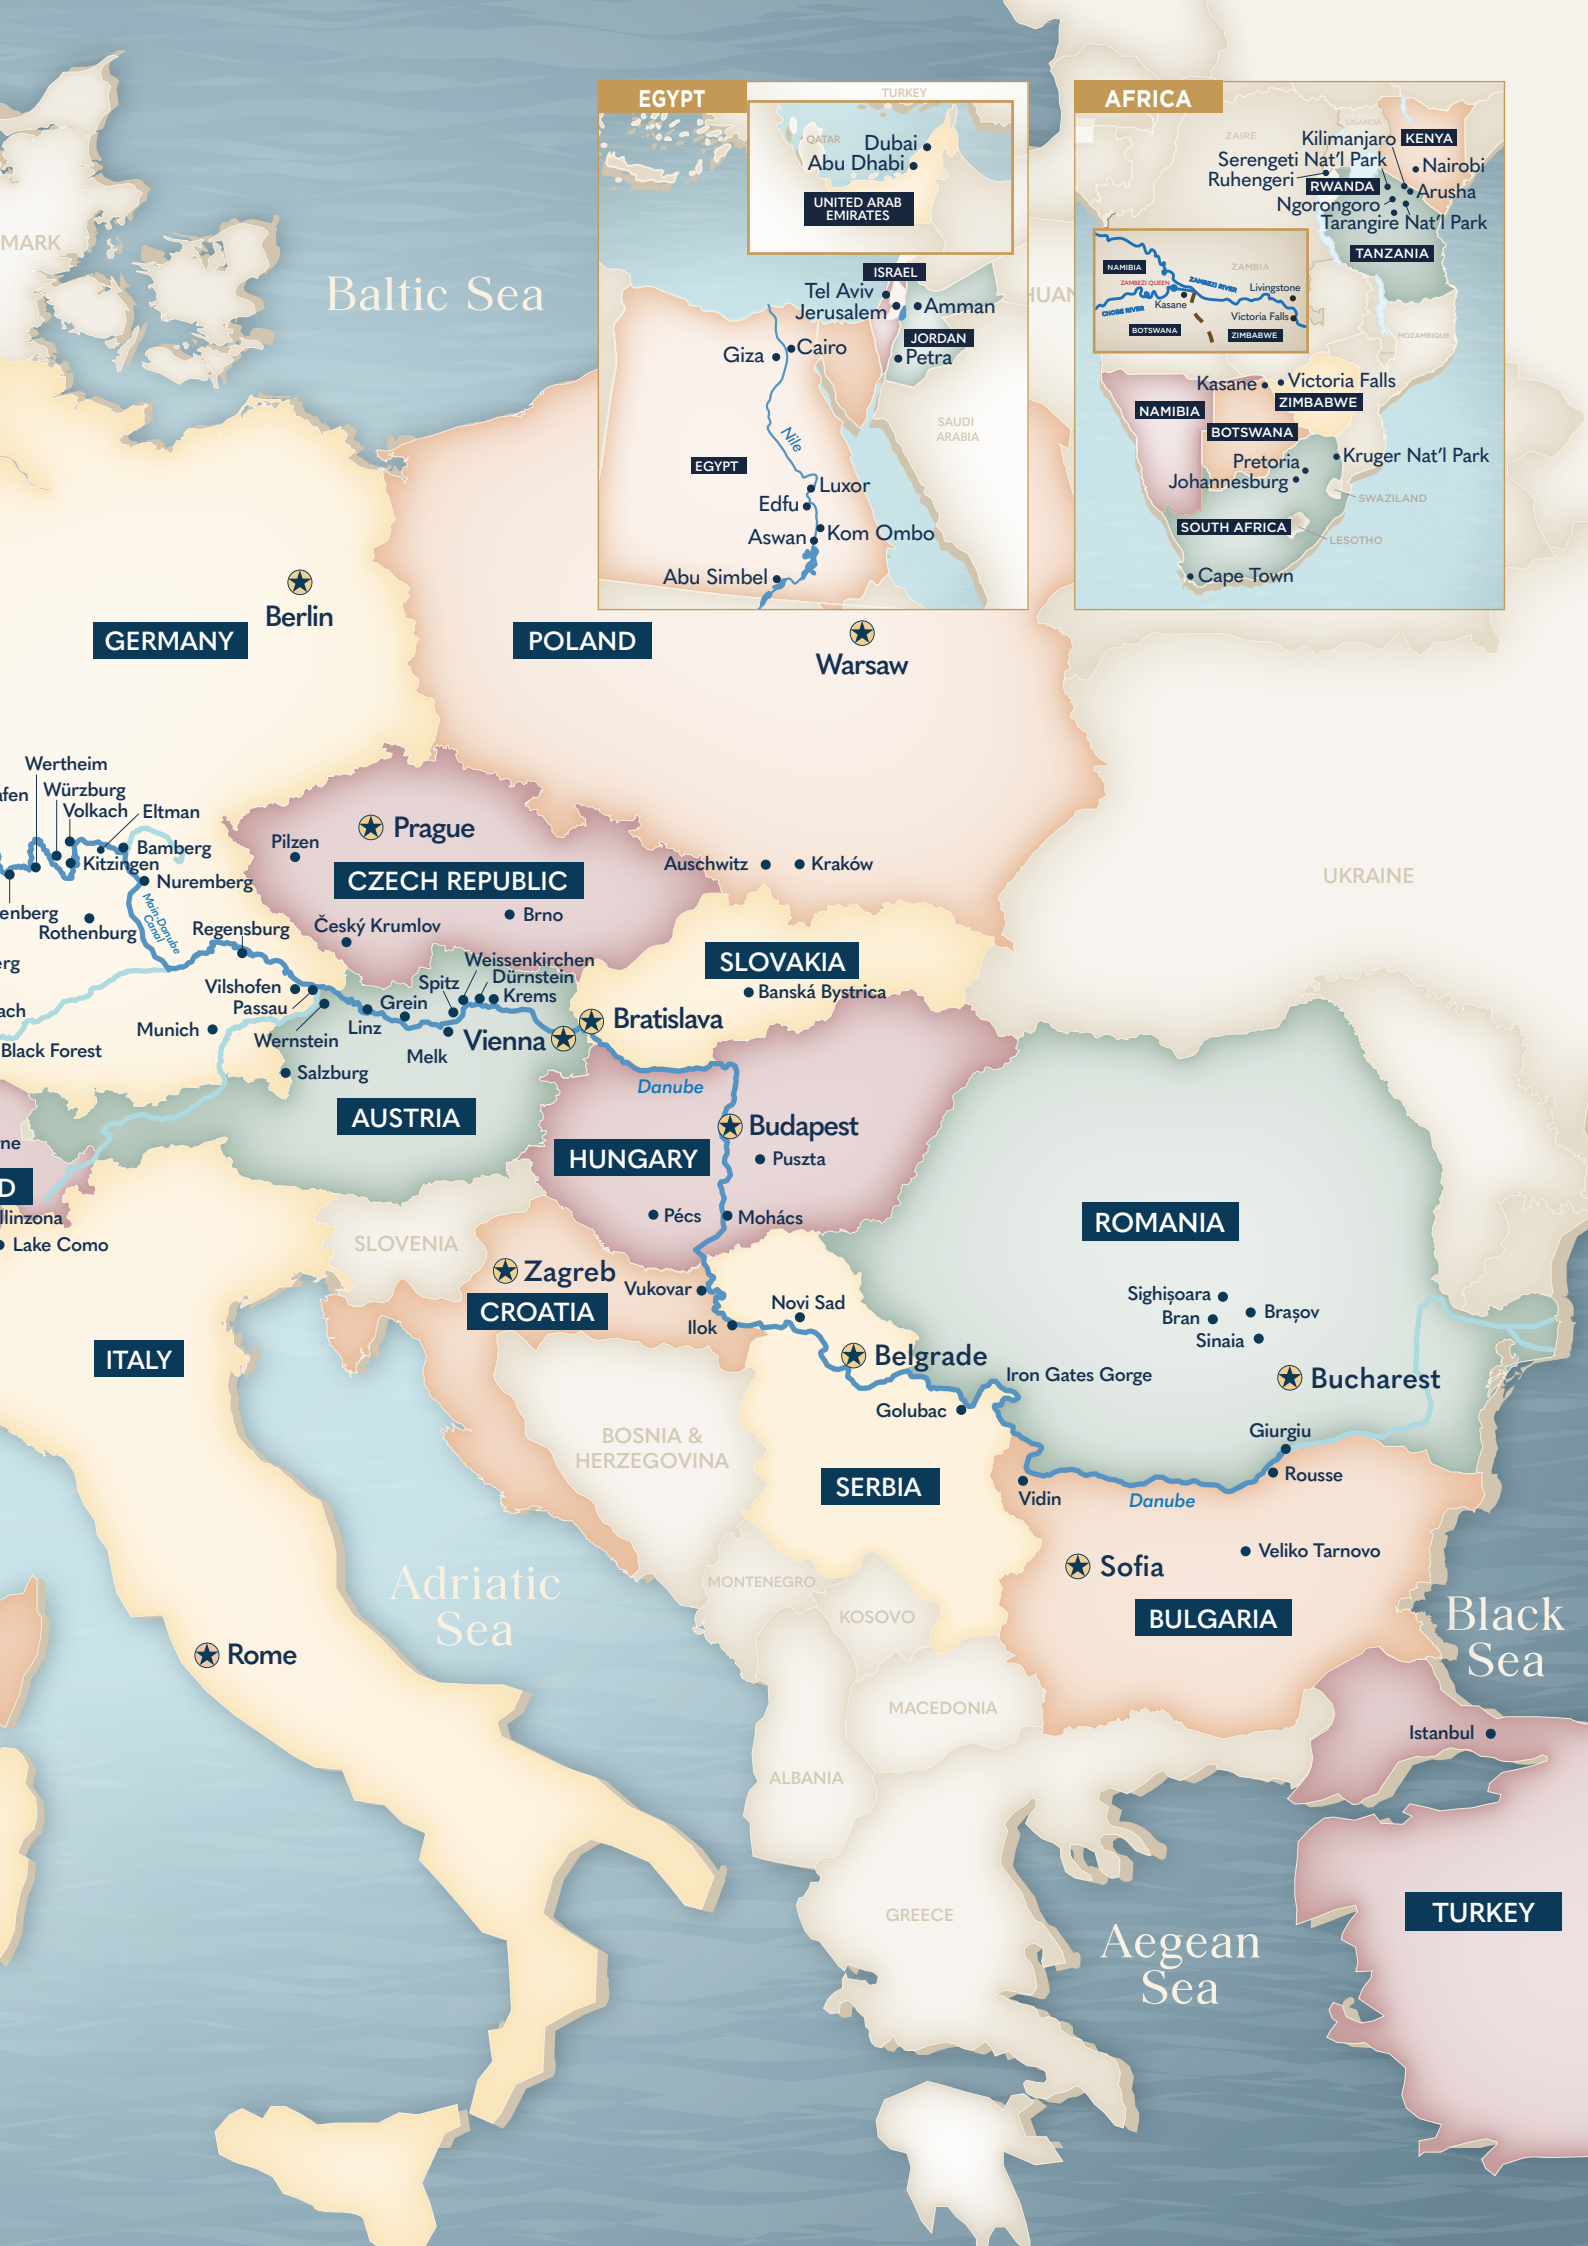 EGYPT
TURKEY
QATAR
Dubai
Abu Dhabi
UNITED ARAB
EMIRATES
ISRAEL
Tel Aviv
Jerusalem
Amman
JORDAN
Petra
Giza
Cairo
Nile
SAUDI
ARABIA
EGYPT
Luxor
Edfu
Kom Ombo
Aswan
Abu Simbel
AFRICA
UGANDA
ZAIRE
Kilimanjaro
KENYA
Serengeti Nat'l Park
Nairobi
Ruhengeri
RWANDA
Arusha
Ngorongoro
Tarangire Nat'l Park
TANZANIA
NAMIBIA
ZAMBIA
ZAMBEZI QUEEN
ZAMBEZI RIVER
Livingstone
Kasane
CHOBE RIVER
Victoria Falls
BOTSWANA
ZIMBABWE
MOZAMBIQUE
Kasane
Victoria Falls
ZIMBABWE
NAMIBIA
BOTSWANA
Pretoria
Kruger Nat'l Park
Johannesburg
SWAZILAND
SOUTH AFRICA
LESOTHO
Cape Town
MARK
Baltic Sea
HUAN
Berlin
GERMANY
POLAND
Warsaw
Wertheim
afen
Würzburg
Volkach
Eltman
Bamberg
Kitzingen
Nuremberg
enberg
Rothenburg
Main-Danube
Canal
Regensburg
erg
Pilzen
Prague
CZECH REPUBLIC
Český Krumlov
Brno
Auschwitz
Kraków
UKRAINE
SLOVAKIA
Banská Bystrica
Weissenkirchen
Dürnstein
Spitz
Krems
Vilshofen
Passau
Grein
ach
Munich
Wernstein
Linz
Melk
Vienna
Bratislava
Black Forest
Salzburg
Danube
AUSTRIA
Budapest
HUNGARY
Puszta
ne
D
llinzona
Lake Como
Pécs
Mohács
ROMANIA
SLOVENIA
Zagreb
Vukovar
CROATIA
Ilok
Novi Sad
Sighișoara
Bran
Brașov
Sinaia
ITALY
Belgrade
Iron Gates Gorge
Bucharest
Golubac
BOSNIA &
HERZEGOVINA
Giurgiu
SERBIA
Rousse
Vidin
Danube
Sofia
Veliko Tarnovo
Adriatic
Sea
MONTENEGRO
KOSOVO
BULGARIA
Black
Sea
Rome
MACEDONIA
Istanbul
ALBANIA
GREECE
TURKEY
Aegean
Sea